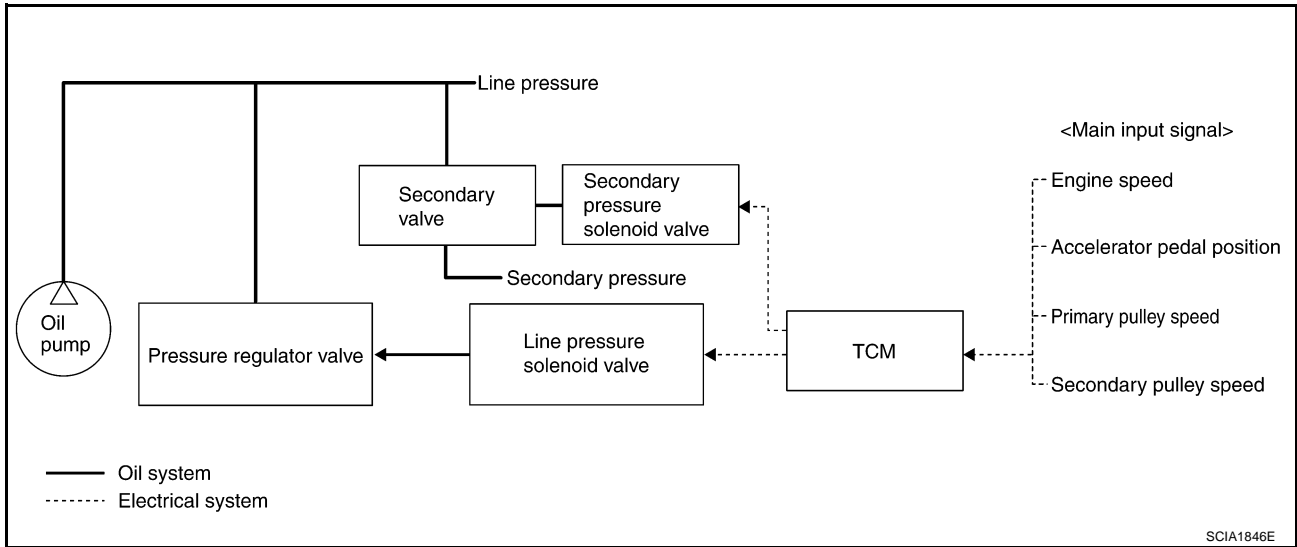 Line pressure
<Main input signal>
Secondary
valve
Secondary
pressure
solenoid valve
Engine speed
Accelerator pedal position
Secondary pressure
Oil
pump
Pressure regulator valve
Line pressure
solenoid valve
TCM
Primary pulley speed
Secondary pulley speed
Oil system
Electrical system
SCIA1846E